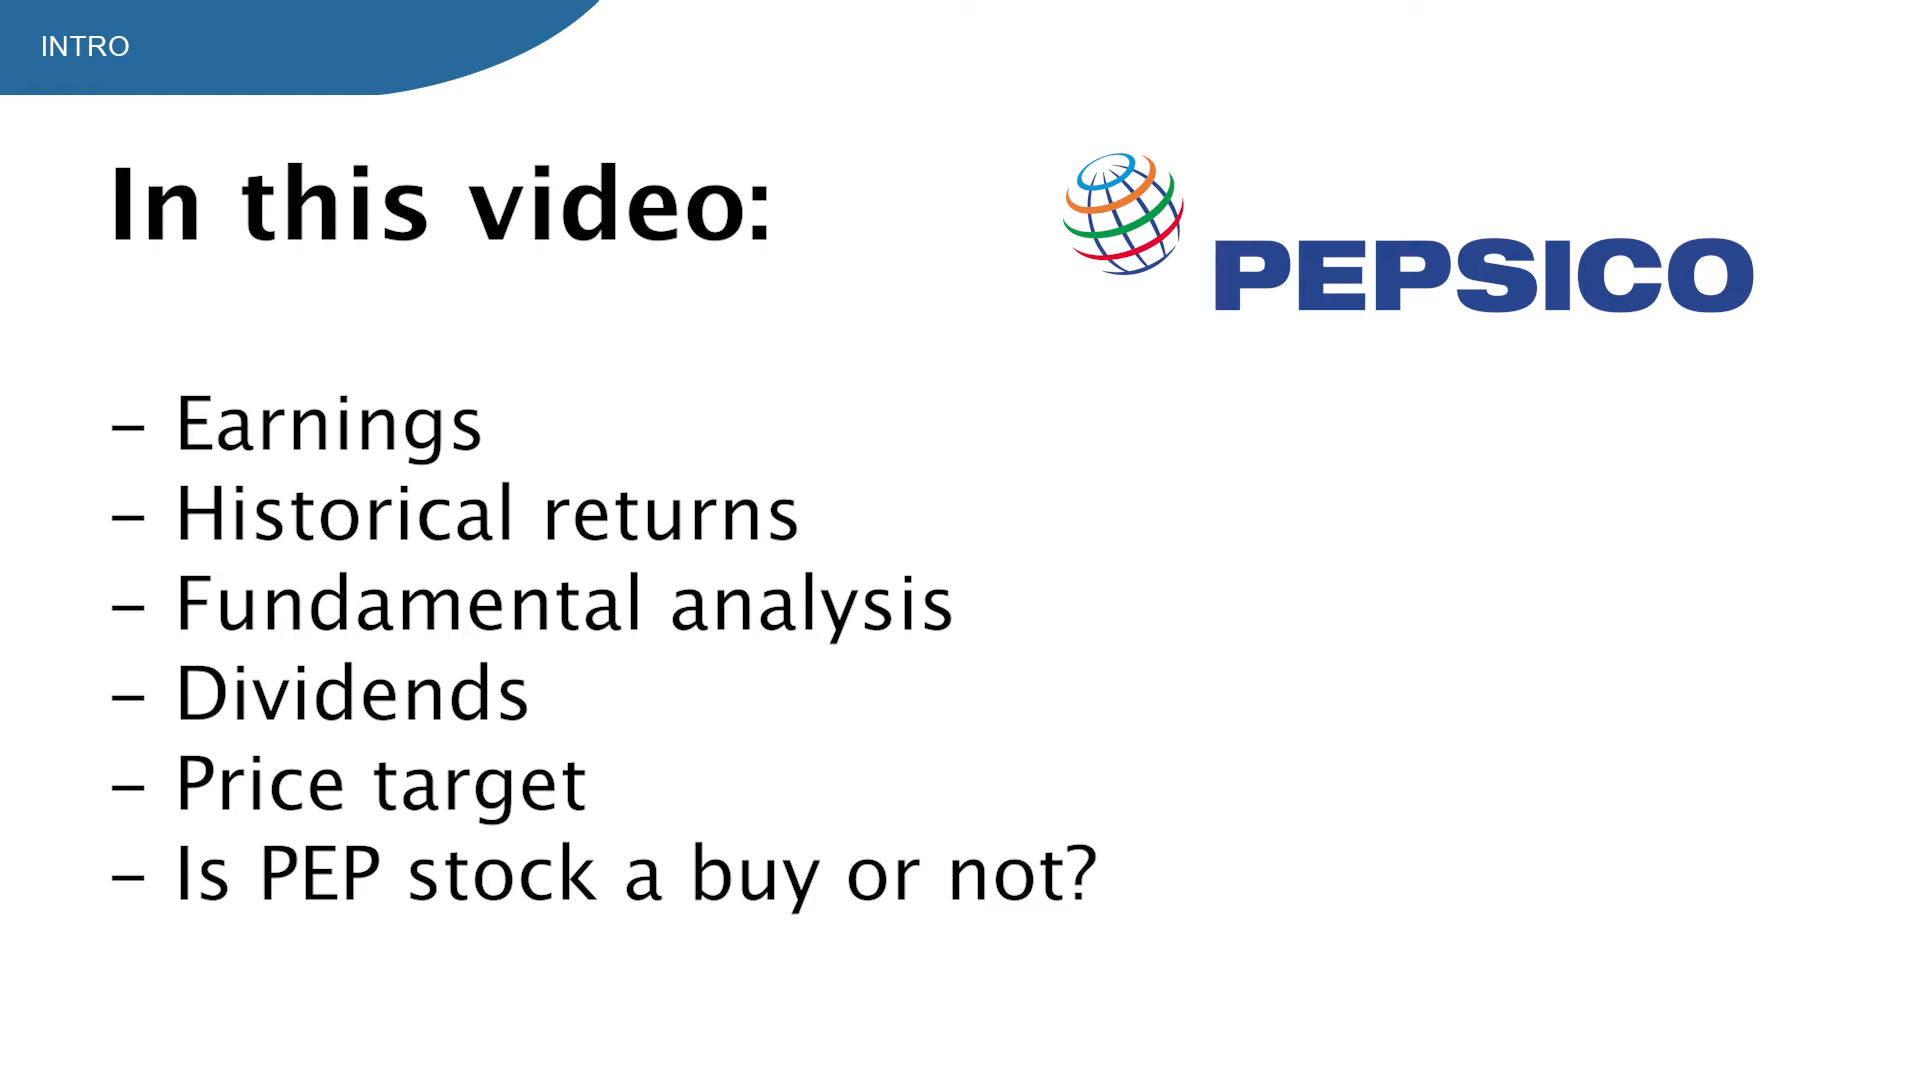 INTRO
In this video:
PEPSICO
- Earnings
- Historical returns
- Fundamental analysis
- Dividends
- Price target
- Is PEP stock a buy or not?